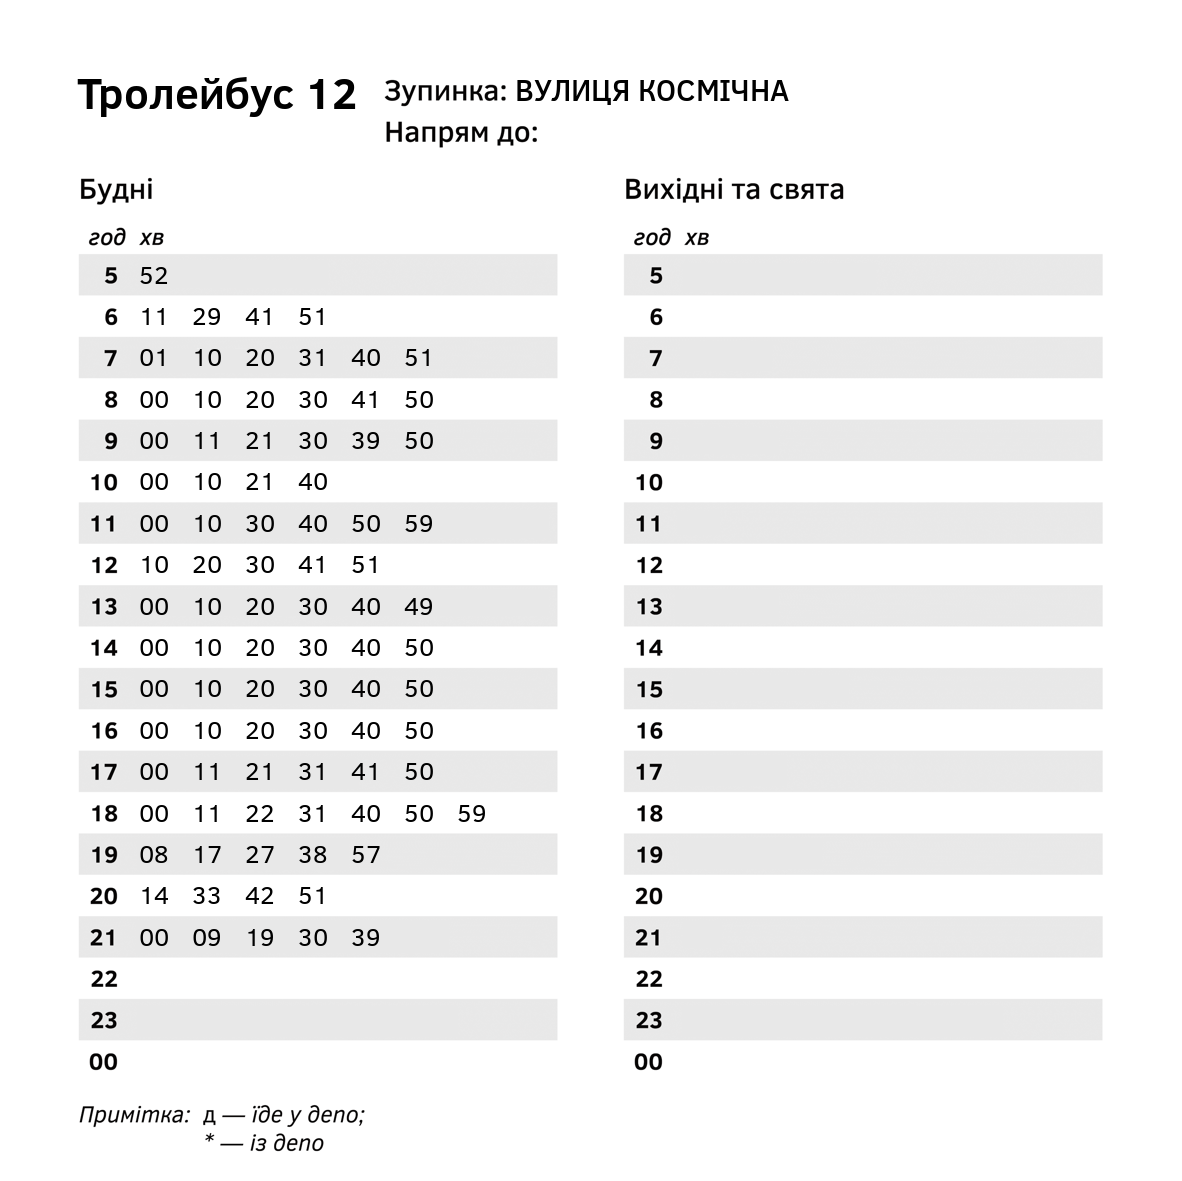 Тролейбус 12
Зупинка: ВУЛИЦЯ КОСМІЧНА
Напрям до:
Будні
год хв
5 52
6 11 29 41 51
7 01 10 20 31 40 51
8 00 10 20 30 41 50
9 00 11 21 30 39 50
10 00 10 21 40
11 00 10 30 40 50 59
12 10 20 30 41 51
13 00 10 20 30 40 49
14 00 10 20 30 40 50
15 00 10 20 30 40 50
16 00 10 20 30 40 50
17 00 11 21 31 41 50
18 00 11 22 31 40 50 59
19 08 17 27 38 57
20 14 33 42 51
21 00 09 19 30 39
22
23
00
Вихідні та свята
год хв
5
6
7
8
9
10
11
12
13
14
15
16
17
18
19
20
21
22
23
00
Примітка: д — їде у депо;
* — із депо